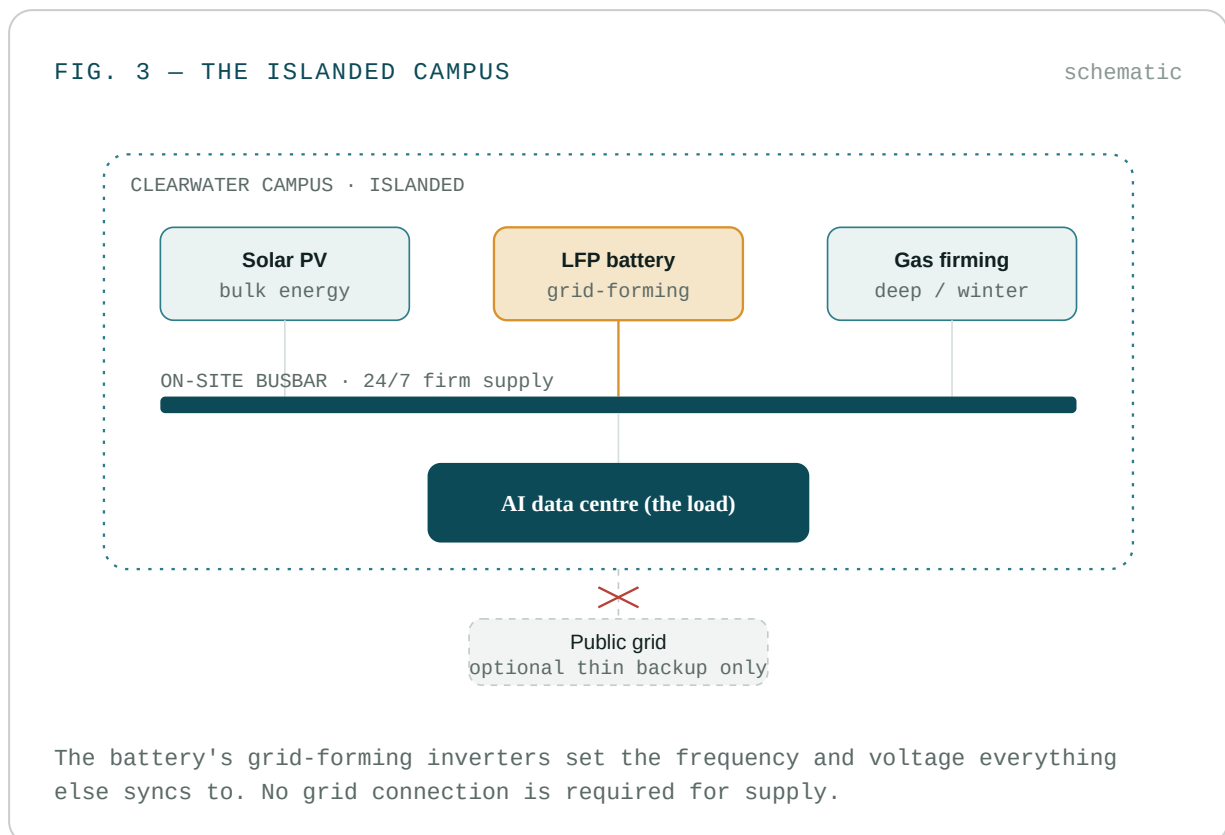 FIG. 3 — THE ISLANDED CAMPUS
schematic
CLEARWATER CAMPUS · ISLANDED
Solar PV
bulk energy
LFP battery
grid-forming
Gas firming
deep / winter
ON-SITE BUSBAR · 24/7 firm supply
AI data centre (the load)
Public grid
optional thin backup only
The battery's grid-forming inverters set the frequency and voltage everything
else syncs to. No grid connection is required for supply.